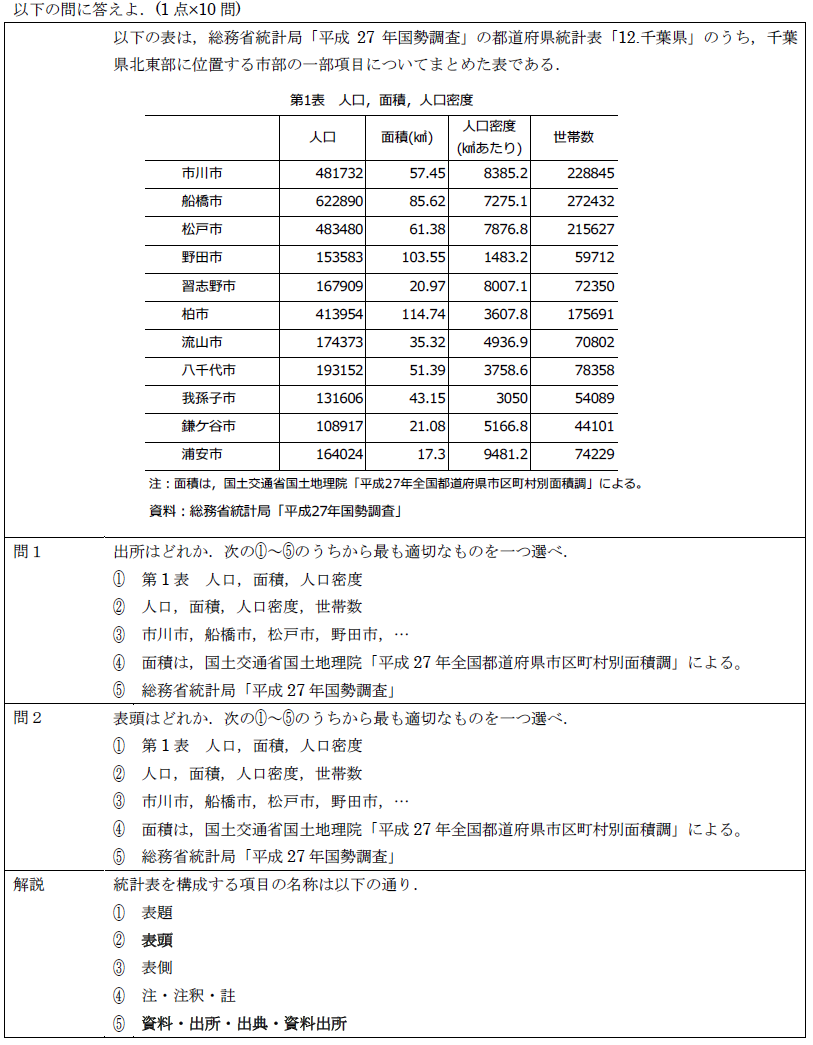 以下の問に答えよ．(1点×10問)
以下の表は，総務省統計局「平成 27 年国勢調査」の都道府県統計表「12.千葉県」のうち，千葉
県北東部に位置する市部の一部項目についてまとめた表である．
第1表　人口，面積，人口密度
人口　面積(㎢)　人口密度(㎢あたり)　世帯数
市川市　481732　57.45　8385.2　228845
船橋市　622890　85.62　7275.1　272432
松戸市　483480　61.38　7876.8　215627
野田市　153583　103.55　1483.2　59712
習志野市　167909　20.97　8007.1　72350
柏市　413954　114.74　3607.8　175691
流山市　174373　35.32　4936.9　70802
八千代市　193152　51.39　3758.6　78358
我孫子市　131606　43.15　3050　54089
鎌ケ谷市　108917　21.08　5166.8　44101
浦安市　164024　17.3　9481.2　74229
注：面積は，国土交通省国土地理院「平成27年全国都道府県市区町村別面積調」による。
資料：総務省統計局「平成27年国勢調査」
問１　出所はどれか．次の①～⑤のうちから最も適切なものを一つ選べ．
①　第１表　人口，面積，人口密度
②　人口，面積，人口密度，世帯数
③　市川市，船橋市，松戸市，野田市，…
④　面積は，国土交通省国土地理院「平成 27 年全国都道府県市区町村別面積調」による。
⑤　総務省統計局「平成 27 年国勢調査」
問２　表頭はどれか．次の①～⑤のうちから最も適切なものを一つ選べ．
①　第１表　人口，面積，人口密度
②　人口，面積，人口密度，世帯数
③　市川市，船橋市，松戸市，野田市，…
④　面積は，国土交通省国土地理院「平成 27 年全国都道府県市区町村別面積調」による。
⑤　総務省統計局「平成 27 年国勢調査」
解説　統計表を構成する項目の名称は以下の通り．
①　表題
②　表頭
③　表側
④　注・注釈・註
⑤　資料・出所・出典・資料出所